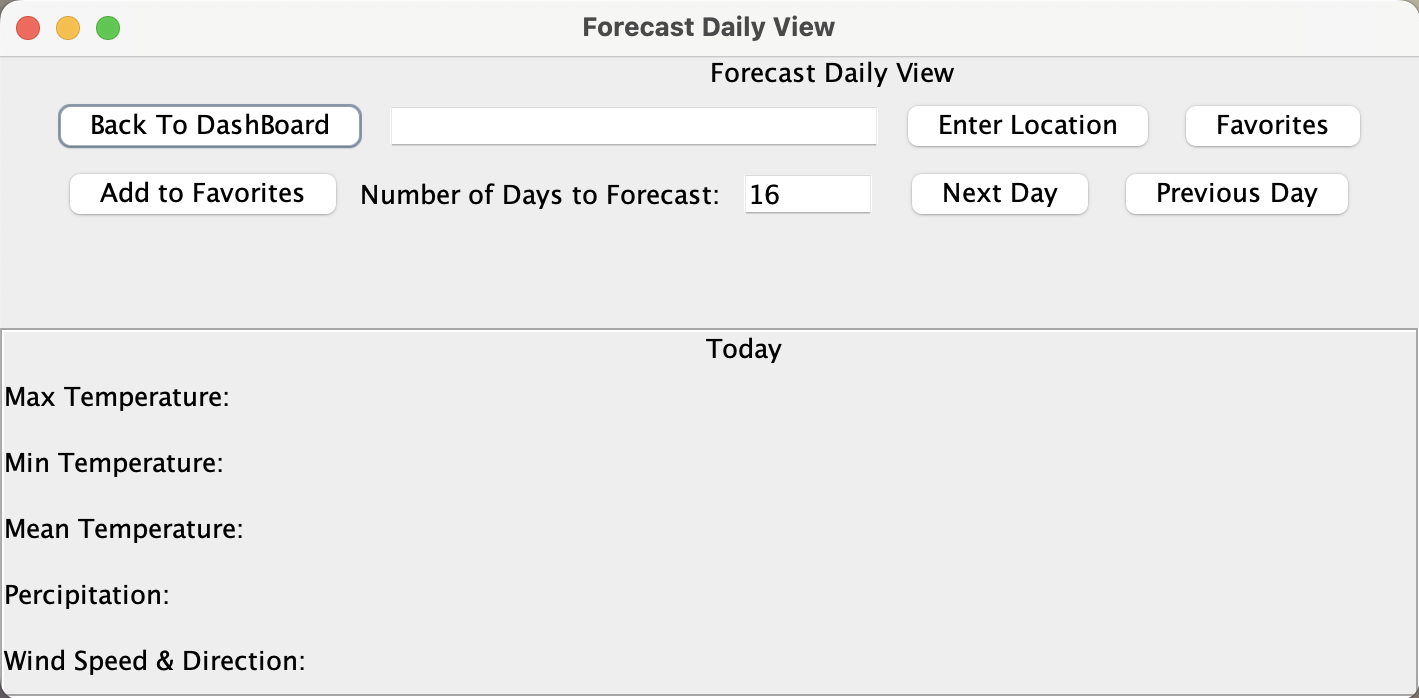 Forecast Daily View
Forecast Daily View
Back To DashBoard Enter Location Favorites
Add to Favorites Number of Days to Forecast: 16 Next Day Previous Day
Today
Max Temperature:
Min Temperature:
Mean Temperature:
Percipitation:
Wind Speed & Direction: